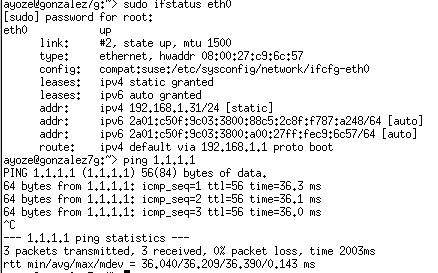 ayoze@gonzalez7g:~> sudo ifstatus eth0
[sudo] password for root:
eth0 up
link: #2, state up, mtu 1500
type: ethernet, hwaddr 08:00:27:c9:6c:57
config: compat:suse:/etc/sysconfig/network/ifcfg-eth0
leases: ipv4 static granted
leases: ipv6 auto granted
addr: ipv4 192.168.1.31/24 [static]
addr: ipv6 2a01:c50f:9c03:3800:88c5:2c8f:f787:a248/64 [auto]
addr: ipv6 2a01:c50f:9c03:3800:a00:27ff:fec9:6c57/64 [auto]
route: ipv4 default via 192.168.1.1 proto boot
ayoze@gonzalez7g:~> ping 1.1.1.1
PING 1.1.1.1 (1.1.1.1) 56(84) bytes of data.
64 bytes from 1.1.1.1: icmp_seq=1 ttl=56 time=36.3 ms
64 bytes from 1.1.1.1: icmp_seq=2 ttl=56 time=36.1 ms
64 bytes from 1.1.1.1: icmp_seq=3 ttl=56 time=36.0 ms
^C
--- 1.1.1.1 ping statistics ---
3 packets transmitted, 3 received, 0% packet loss, time 2003ms
rtt min/avg/max/mdev = 36.040/36.209/36.390/0.143 ms